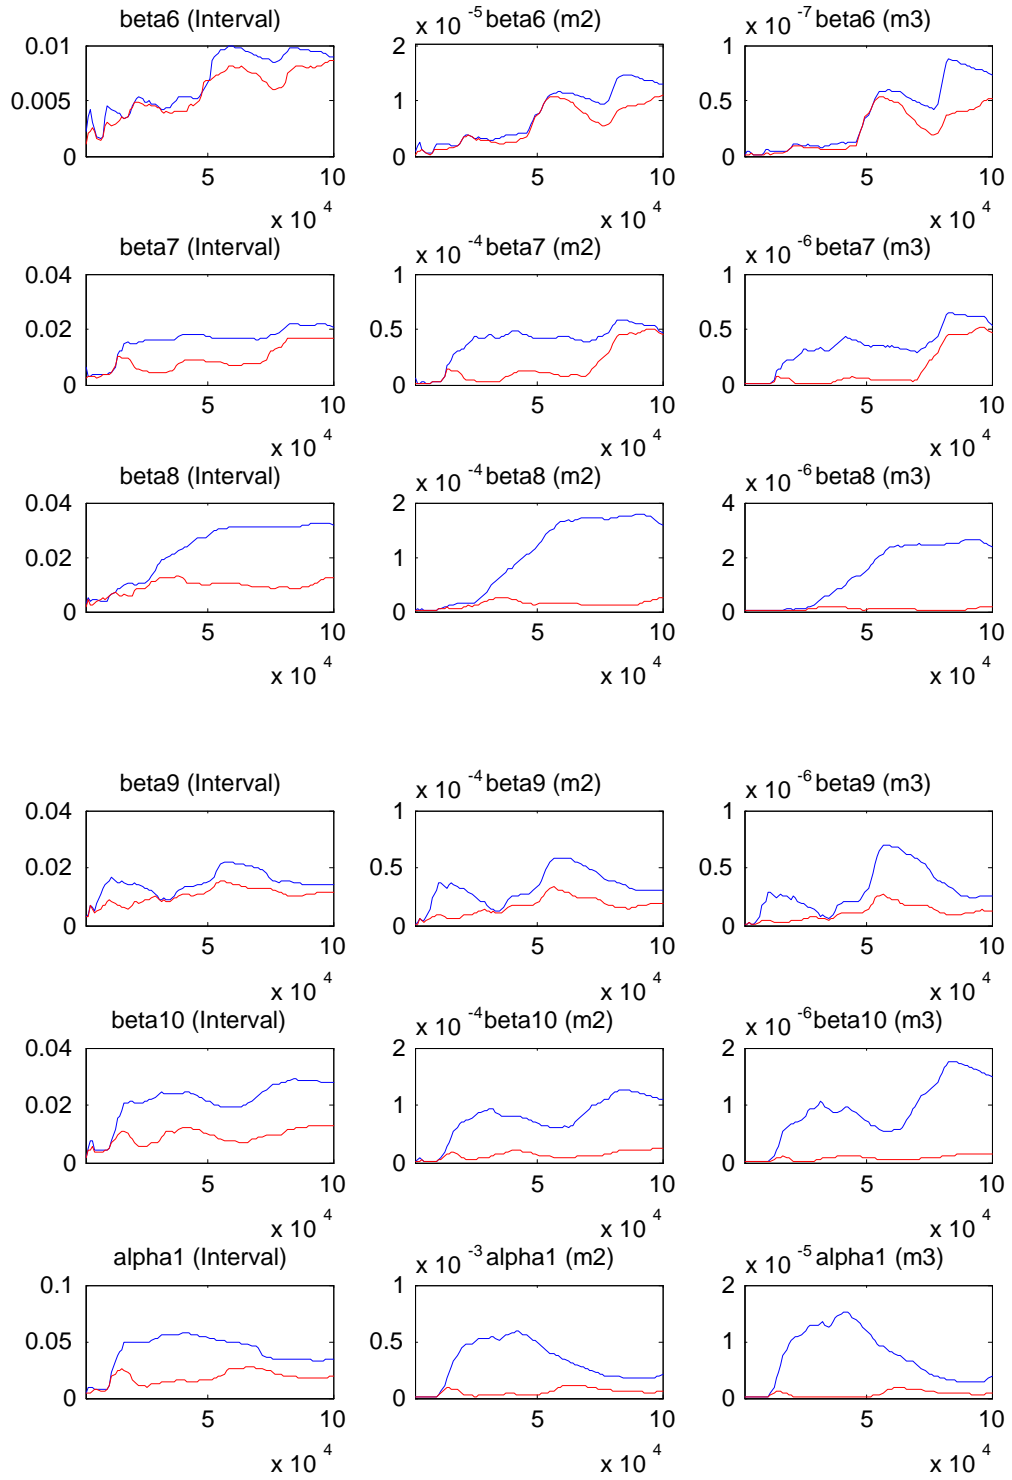 beta6 (Interval)
x 10 -5 beta6 (m2)
x 10 -7 beta6 (m3)
0.01
0.005
0
5
10
x 10 4
2
1
0
5
10
x 10 4
1
0.5
0
5
10
x 10 4
beta7 (Interval)
x 10 -4 beta7 (m2)
x 10 -6 beta7 (m3)
0.04
0.02
0
5
10
x 10 4
1
0.5
0
5
10
x 10 4
1
0.5
0
5
10
x 10 4
beta8 (Interval)
x 10 -4 beta8 (m2)
x 10 -6 beta8 (m3)
0.04
0.02
0
5
10
x 10 4
2
1
0
5
10
x 10 4
4
2
0
5
10
x 10 4
beta9 (Interval)
x 10 -4 beta9 (m2)
x 10 -6 beta9 (m3)
0.04
0.02
0
5
10
x 10 4
1
0.5
0
5
10
x 10 4
1
0.5
0
5
10
x 10 4
beta10 (Interval)
x 10 -4 beta10 (m2)
x 10 -6 beta10 (m3)
0.04
0.02
0
5
10
x 10 4
2
1
0
5
10
x 10 4
2
1
0
5
10
x 10 4
alpha1 (Interval)
x 10 -3 alpha1 (m2)
x 10 -5 alpha1 (m3)
0.1
0.05
0
5
10
x 10 4
1
0.5
0
5
10
x 10 4
2
1
0
5
10
x 10 4